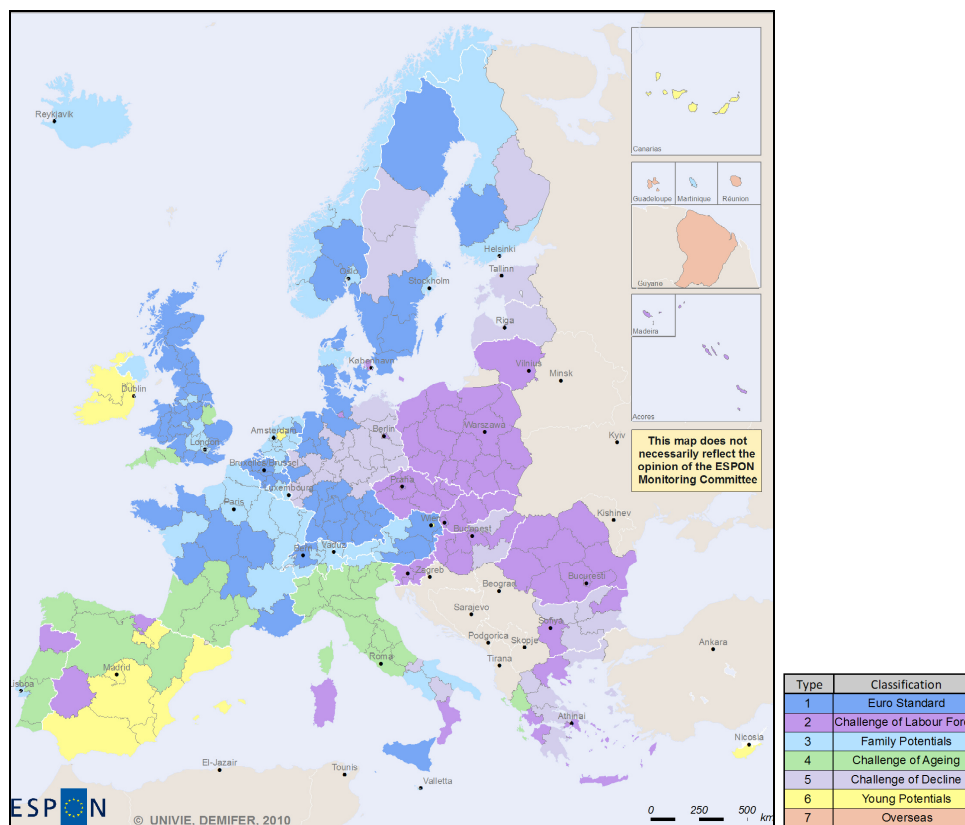 Reykjavik
Canarias
Guadeloupe
Martinique
Réunion
Guyane
Madeira
Acores
Oslo
Helsinki
Tallinn
Stockholm
Riga
København
Vilnius
Minsk
Dublin
Amsterdam
Berlin
Warszawa
London
Kyiv
Bruxelles/Brussel
Luxembourg
Praha
Paris
Kishinev
Wien
Budapest
Bern
Vaduz
Zagreb
Beograd
Bucuresti
Sarajevo
Sofiya
Podgorica
Skopje
Ankara
Tirana
Roma
Madrid
isboa
Athinai
Nicosia
El-Jazair
Tounis
Valletta
This map does not
necessarily reflect the
opinion of the ESPON
Monitoring Committee
ESPON
© UNIVIE, DEMIFER, 2010
0 250 500
km
Type Classification
1 Euro Standard
2 Challenge of Labour Forc
3 Family Potentials
4 Challenge of Ageing
5 Challenge of Decline
6 Young Potentials
7 Overseas